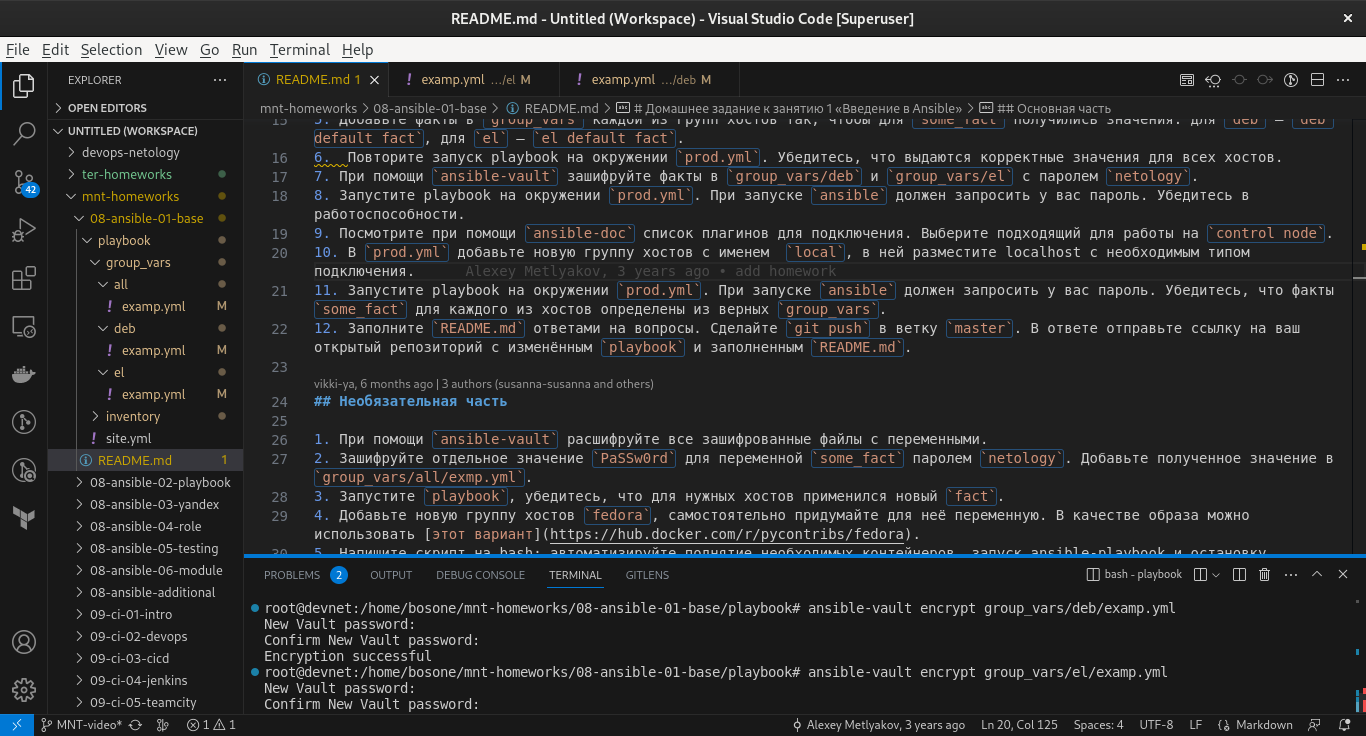 README.md - Untitled (Workspace) - Visual Studio Code [Superuser]
File Edit Selection View Go Run Terminal Help
EXPLORER
OPEN EDITORS
UNTITLED (WORKSPACE)
devops-netology
ter-homeworks
mnt-homeworks
08-ansible-01-base
playbook
group_vars
all
! examp.yml M
deb
! examp.yml M
el
! examp.yml M
inventory
! site.yml
README.md 1
08-ansible-02-playbook
08-ansible-03-yandex
08-ansible-04-role
08-ansible-05-testing
08-ansible-06-module
08-ansible-additional
09-ci-01-intro
09-ci-02-devops
09-ci-03-cicd
09-ci-04-jenkins
09-ci-05-teamcity
42
README.md 1 ! examp.yml .../el M ! examp.yml .../deb M
mnt-homeworks > 08-ansible-01-base > README.md > # Домашнее задание к занятию 1 «Введение в Ansible» > ## Основная часть
15 5. Добавьте факты в `group_vars` каждой из групп хостов так, чтобы для `some_fact` получились значения: для `deb` — `deb
default fact`, для `el` — `el default fact`.
16 6.  Повторите запуск playbook на окружении `prod.yml`. Убедитесь, что выдаются корректные значения для всех хостов.
17 7. При помощи `ansible-vault` зашифруйте факты в `group_vars/deb` и `group_vars/el` с паролем `netology`.
18 8. Запустите playbook на окружении `prod.yml`. При запуске `ansible` должен запросить у вас пароль. Убедитесь в
работоспособности.
19 9. Посмотрите при помощи `ansible-doc` список плагинов для подключения. Выберите подходящий для работы на `control node`.
20 10. В `prod.yml` добавьте новую группу хостов с именем  `local`, в ней разместите localhost с необходимым типом
подключения. Alexey Metlyakov, 3 years ago • add homework
21 11. Запустите playbook на окружении `prod.yml`. При запуске `ansible` должен запросить у вас пароль. Убедитесь, что факты
`some_fact` для каждого из хостов определены из верных `group_vars`.
22 12. Заполните `README.md` ответами на вопросы. Сделайте `git push` в ветку `master`. В ответе отправьте ссылку на ваш
открытый репозиторий с изменённым `playbook` и заполненным `README.md`.
23
vikki-ya, 6 months ago | 3 authors (susanna-susanna and others)
24 ## Необязательная часть
25
26 1. При помощи `ansible-vault` расшифруйте все зашифрованные файлы с переменными.
27 2. Зашифруйте отдельное значение `PaSSw0rd` для переменной `some_fact` паролем `netology`. Добавьте полученное значение в
`group_vars/all/exmp.yml`.
28 3. Запустите `playbook`, убедитесь, что для нужных хостов применился новый `fact`.
29 4. Добавьте новую группу хостов `fedora`, самостоятельно придумайте для неё переменную. В качестве образа можно
использовать [этот вариант](https://hub.docker.com/r/pycontribs/fedora).
30 5. Напишите скрипт на bash: автоматизируйте поднятие необходимых контейнеров, запуск ansible-playbook и остановку
PROBLEMS 2 OUTPUT DEBUG CONSOLE TERMINAL GITLENS bash - playbook
root@devnet:/home/bosone/mnt-homeworks/08-ansible-01-base/playbook# ansible-vault encrypt group_vars/deb/examp.yml
New Vault password:
Confirm New Vault password:
Encryption successful
root@devnet:/home/bosone/mnt-homeworks/08-ansible-01-base/playbook# ansible-vault encrypt group_vars/el/examp.yml
New Vault password:
Confirm New Vault password:
MNT-video* 1 1 Alexey Metlyakov, 3 years ago Ln 20, Col 125 Spaces: 4 UTF-8 LF Markdown